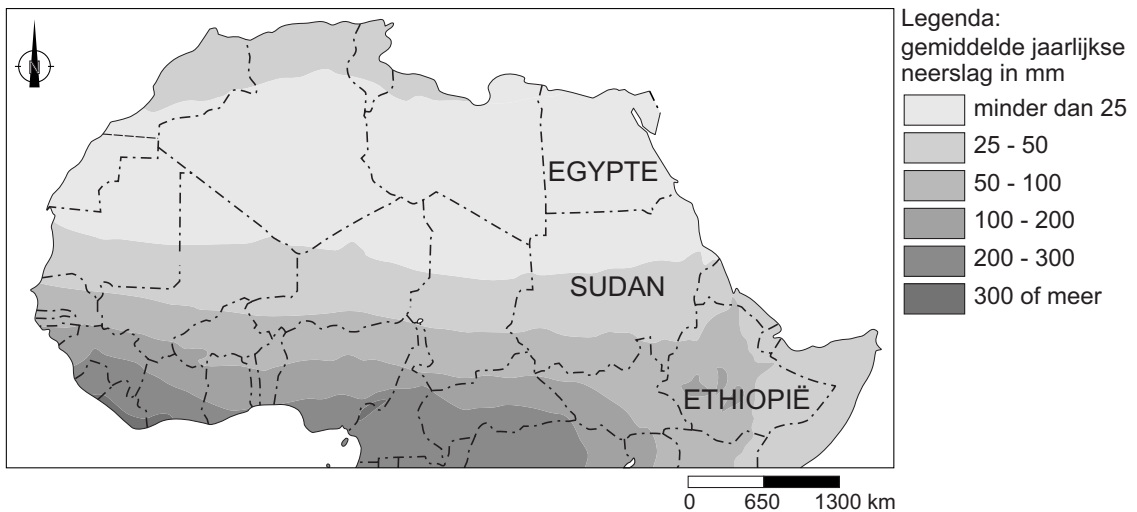 Legenda:
gemiddelde jaarlijkse
neerslag in mm
minder dan 25
25 - 50
50 - 100
100 - 200
200 - 300
300 of meer
N
EGYPTE
SUDAN
ETHIOPIË
0 650 1300 km